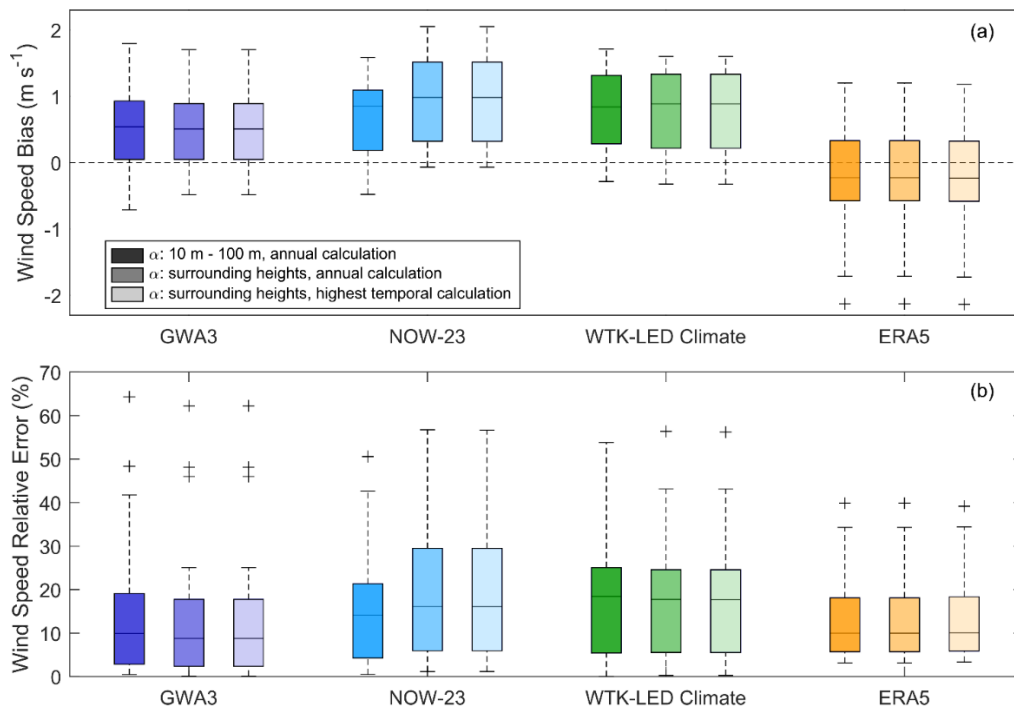 (a)
Wind Speed Bias (m s⁻¹)
2
1
0
-1
-2
α: 10 m - 100 m, annual calculation
α: surrounding heights, annual calculation
α: surrounding heights, highest temporal calculation
GWA3 NOW-23 WTK-LED Climate ERA5
(b)
Wind Speed Relative Error (%)
70
60
50
40
30
20
10
0
GWA3 NOW-23 WTK-LED Climate ERA5